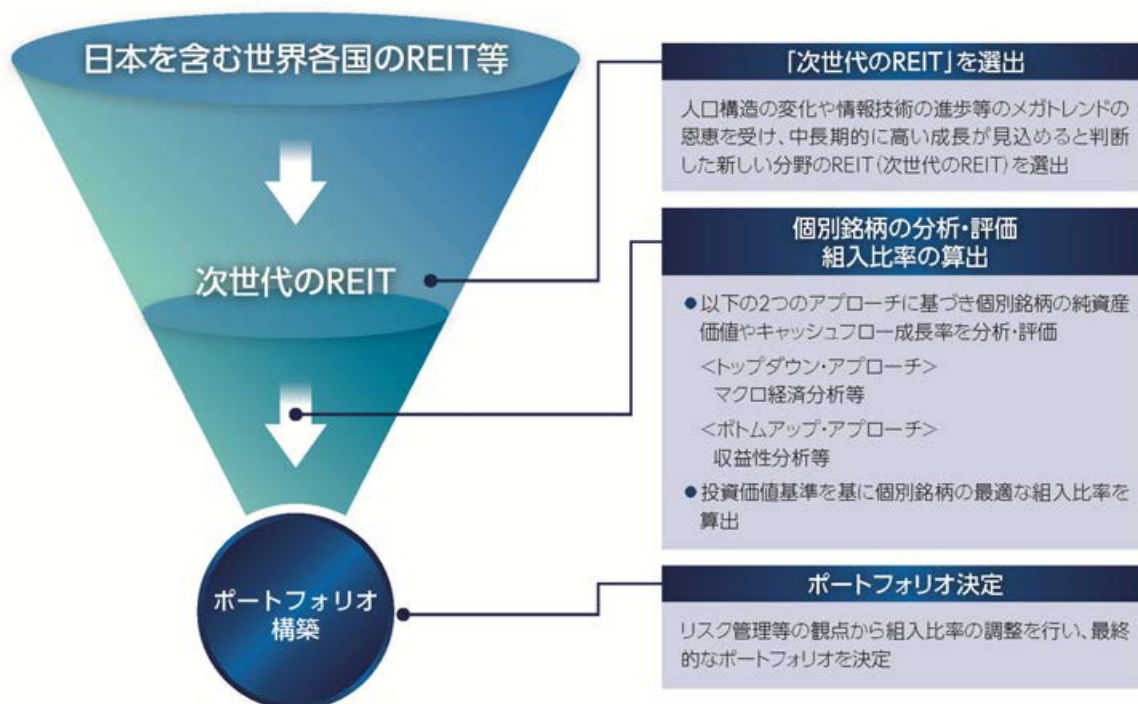 日本を含む世界各国のREIT等
次世代のREIT
ポートフォリオ
構築
「次世代のREIT」を選出
人口構造の変化や情報技術の進歩等のメガトレンドの
恩恵を受け、中長期的に高い成長が見込めると判断
した新しい分野のREIT(次世代のREIT)を選出
個別銘柄の分析・評価
組入比率の算出
●以下の2つのアプローチに基づき個別銘柄の純資産
価値やキャッシュフロー成長率を分析・評価
<トップダウン・アプローチ>
マクロ経済分析等
<ボトムアップ・アプローチ>
収益性分析等
●投資価値基準を基に個別銘柄の最適な組入比率を
算出
ポートフォリオ決定
リスク管理等の観点から組入比率の調整を行い、最終
的なポートフォリオを決定